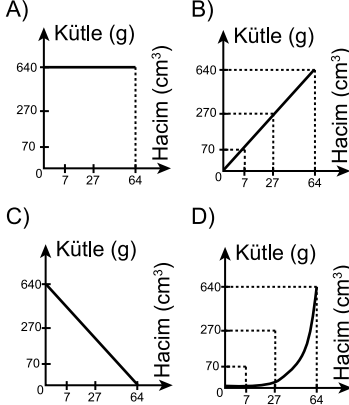 A)
Kütle (g)
640
270
70
0
7 27 64
Hacim (cm³)
B)
Kütle (g)
640
270
70
0
7 27 64
Hacim (cm³)
C)
Kütle (g)
640
270
70
0
7 27 64
Hacim (cm³)
D)
Kütle (g)
640
270
70
0
7 27 64
Hacim (cm³)